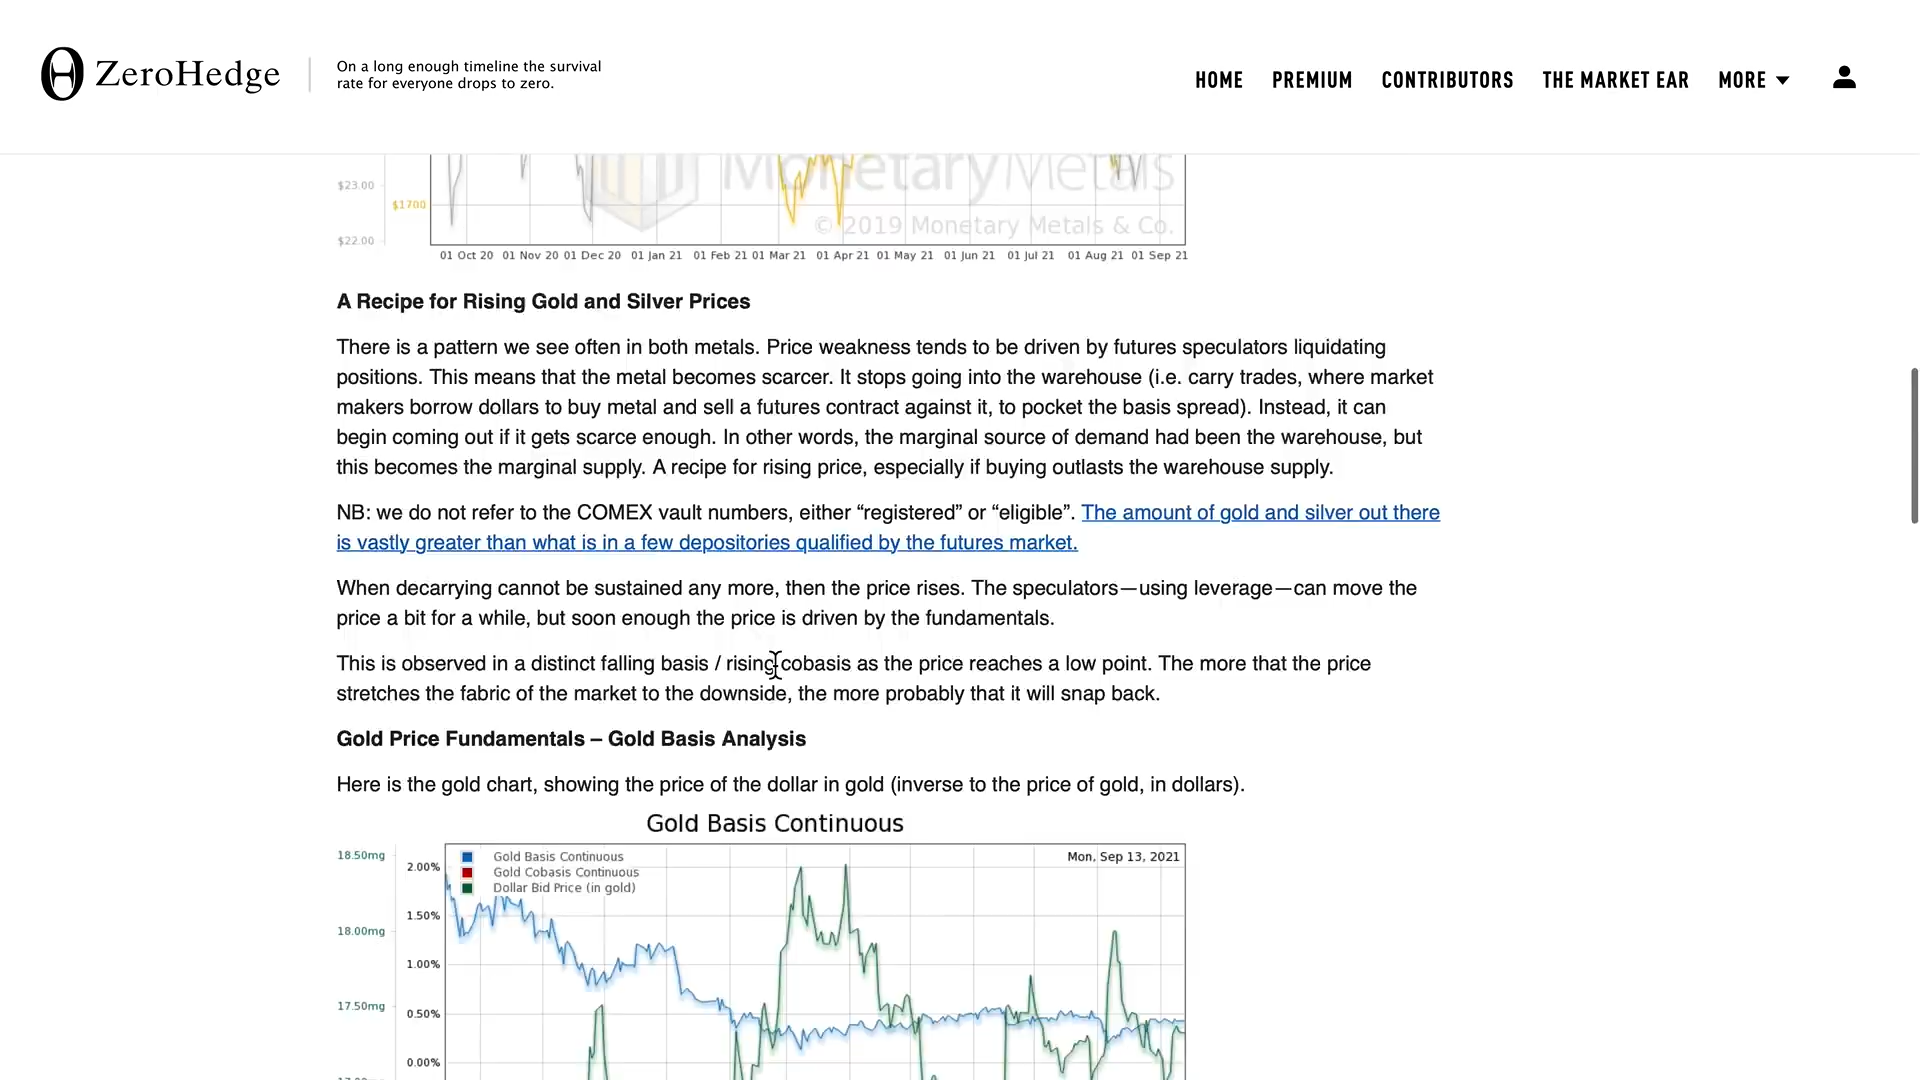 ZeroHedge
On a long enough timeline the survival
rate for everyone drops to zero.
HOME PREMIUM CONTRIBUTORS THE MARKET EAR MORE
MonetaryMetals
© 2019 Monetary Metals & Co.
$23.00
$1700
$22.00
01 Oct 20 01 Nov 20 01 Dec 20 01 Jan 21 01 Feb 21 01 Mar 21 01 Apr 21 01 May 21 01 Jun 21 01 Jul 21 01 Aug 21 01 Sep 21
A Recipe for Rising Gold and Silver Prices
There is a pattern we see often in both metals. Price weakness tends to be driven by futures speculators liquidating
positions. This means that the metal becomes scarcer. It stops going into the warehouse (i.e. carry trades, where market
makers borrow dollars to buy metal and sell a futures contract against it, to pocket the basis spread). Instead, it can
begin coming out if it gets scarce enough. In other words, the marginal source of demand had been the warehouse, but
this becomes the marginal supply. A recipe for rising price, especially if buying outlasts the warehouse supply.
NB: we do not refer to the COMEX vault numbers, either “registered” or “eligible”. The amount of gold and silver out there
is vastly greater than what is in a few depositories qualified by the futures market.
When decarrying cannot be sustained any more, then the price rises. The speculators—using leverage—can move the
price a bit for a while, but soon enough the price is driven by the fundamentals.
This is observed in a distinct falling basis / rising cobasis as the price reaches a low point. The more that the price
stretches the fabric of the market to the downside, the more probably that it will snap back.
Gold Price Fundamentals – Gold Basis Analysis
Here is the gold chart, showing the price of the dollar in gold (inverse to the price of gold, in dollars).
Gold Basis Continuous
Gold Basis Continuous
Gold Cobasis Continuous
Dollar Bid Price (in gold)
Mon, Sep 13, 2021
18.50mg
2.00%
1.50%
18.00mg
1.00%
17.50mg
0.50%
0.00%